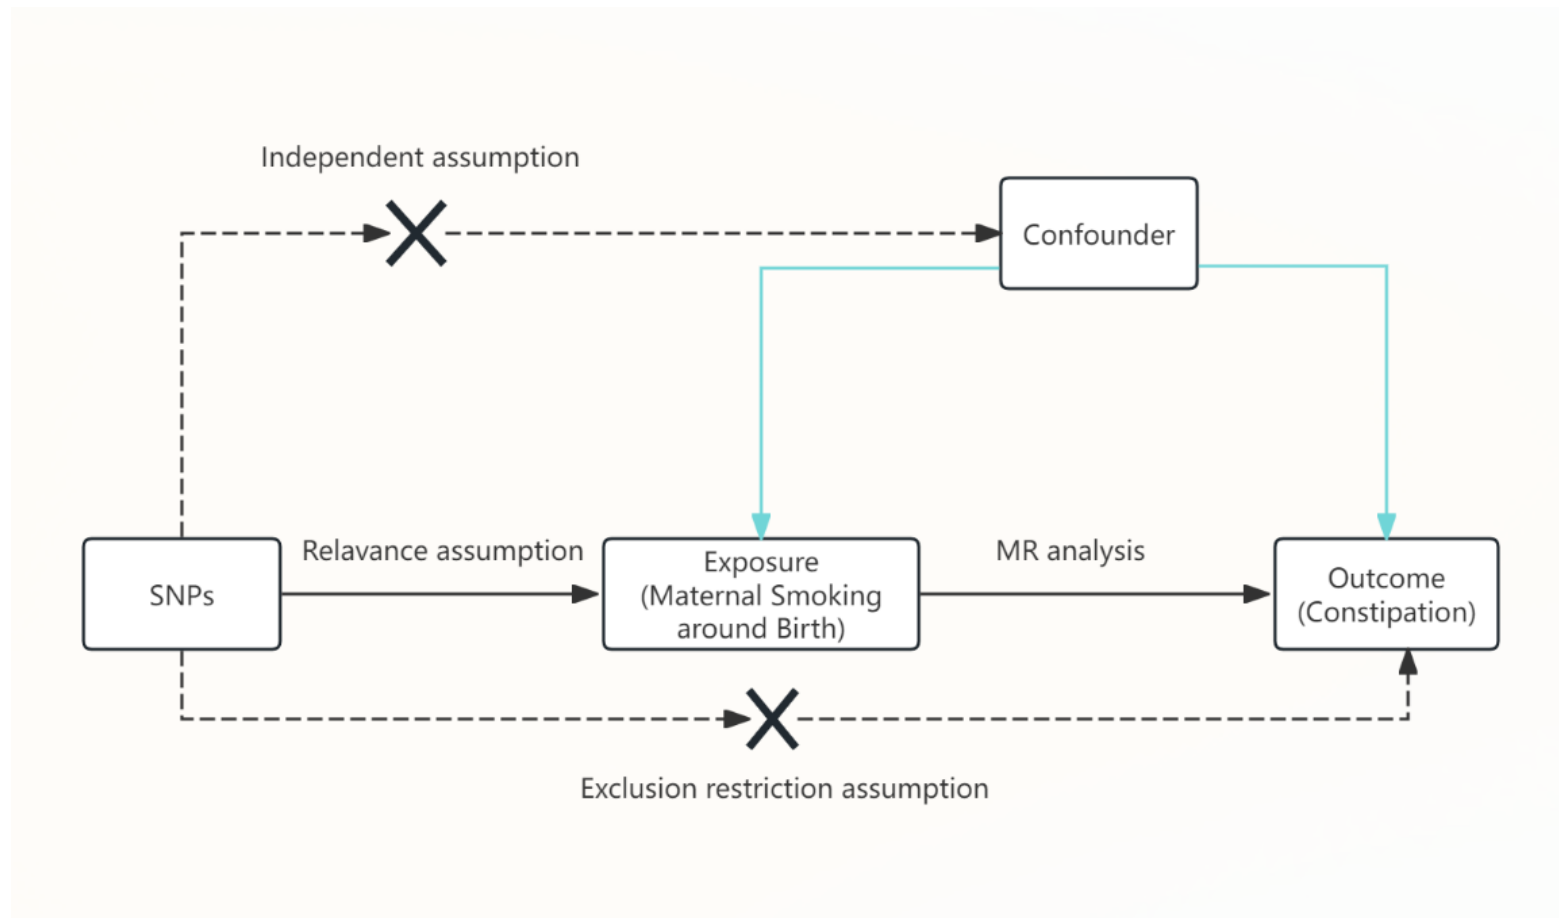 Independent assumption
Confounder
Relavance assumption
MR analysis
SNPs
Exposure
(Maternal Smoking
around Birth)
Outcome
(Constipation)
Exclusion restriction assumption